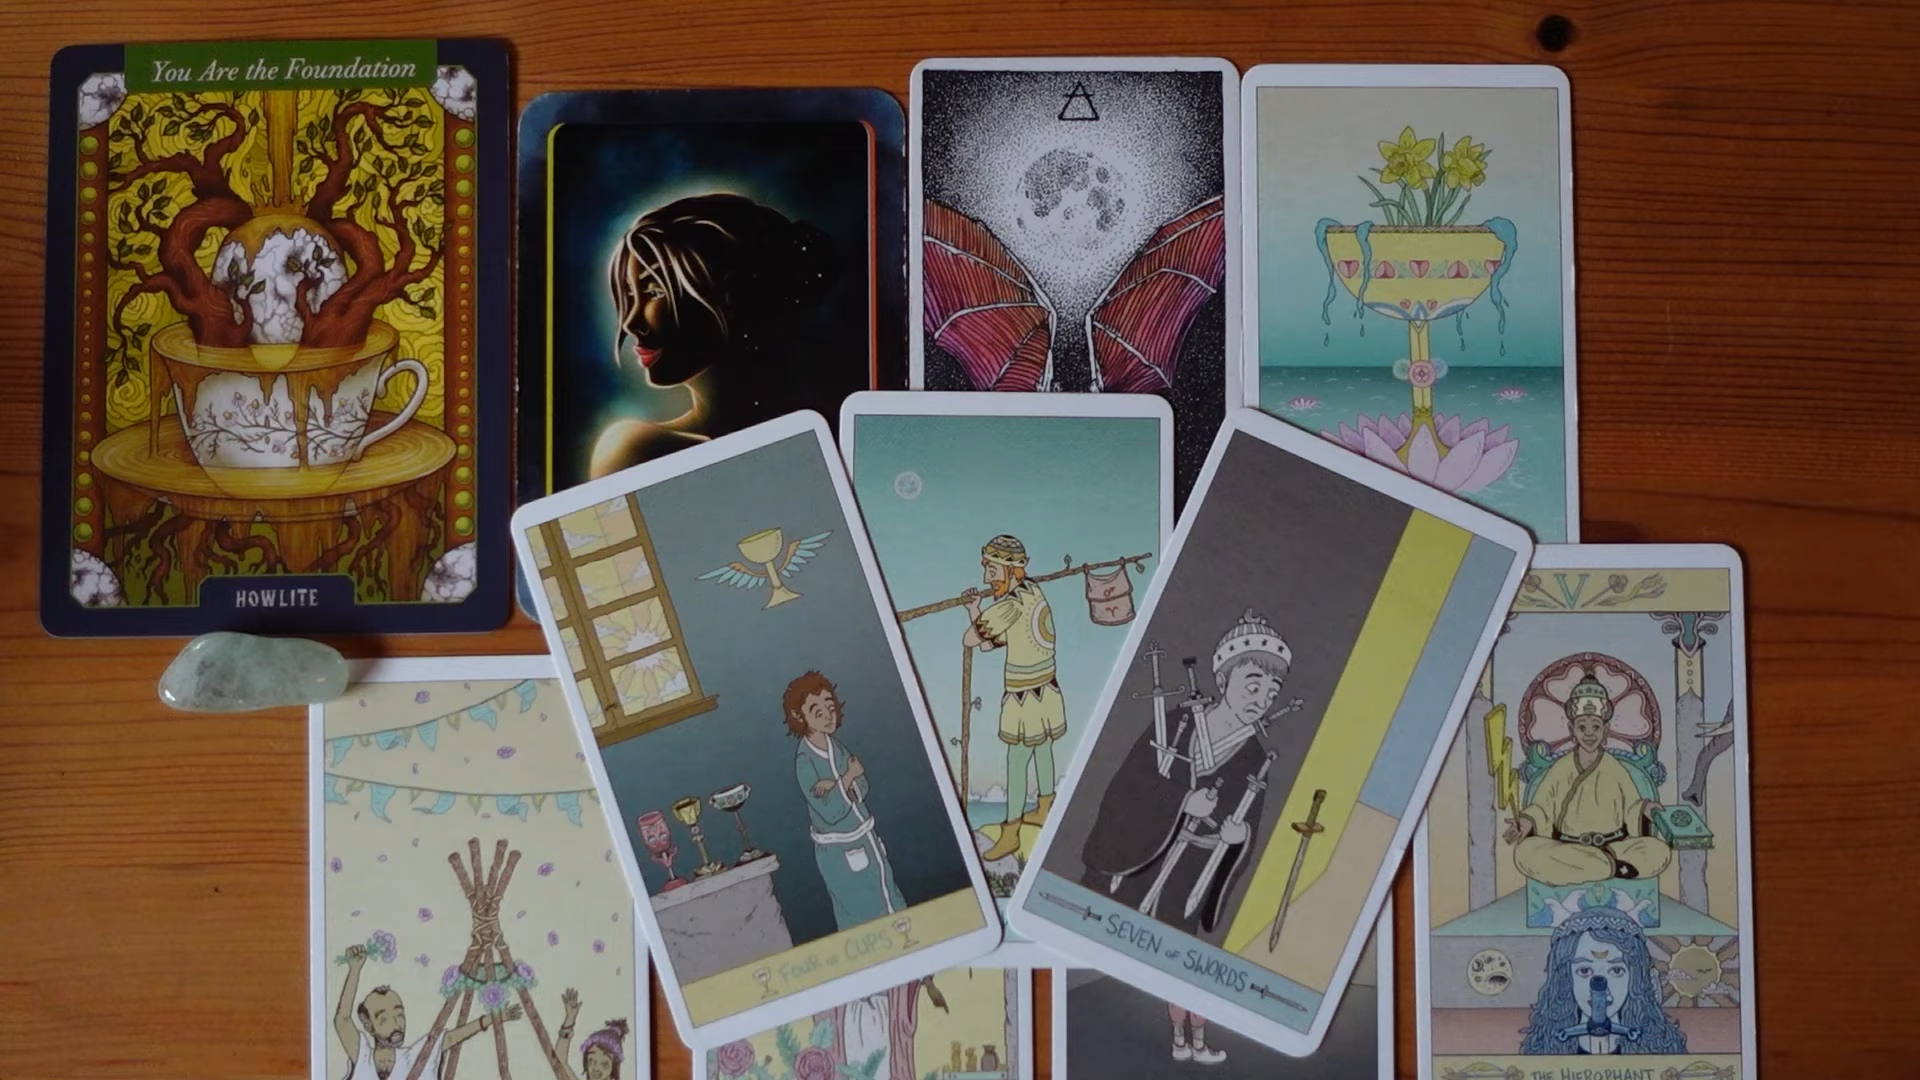 You Are the Foundation
HOWLITE
V
FOUR OF CUPS
SEVEN OF SWORDS
THE HIEROPHANT